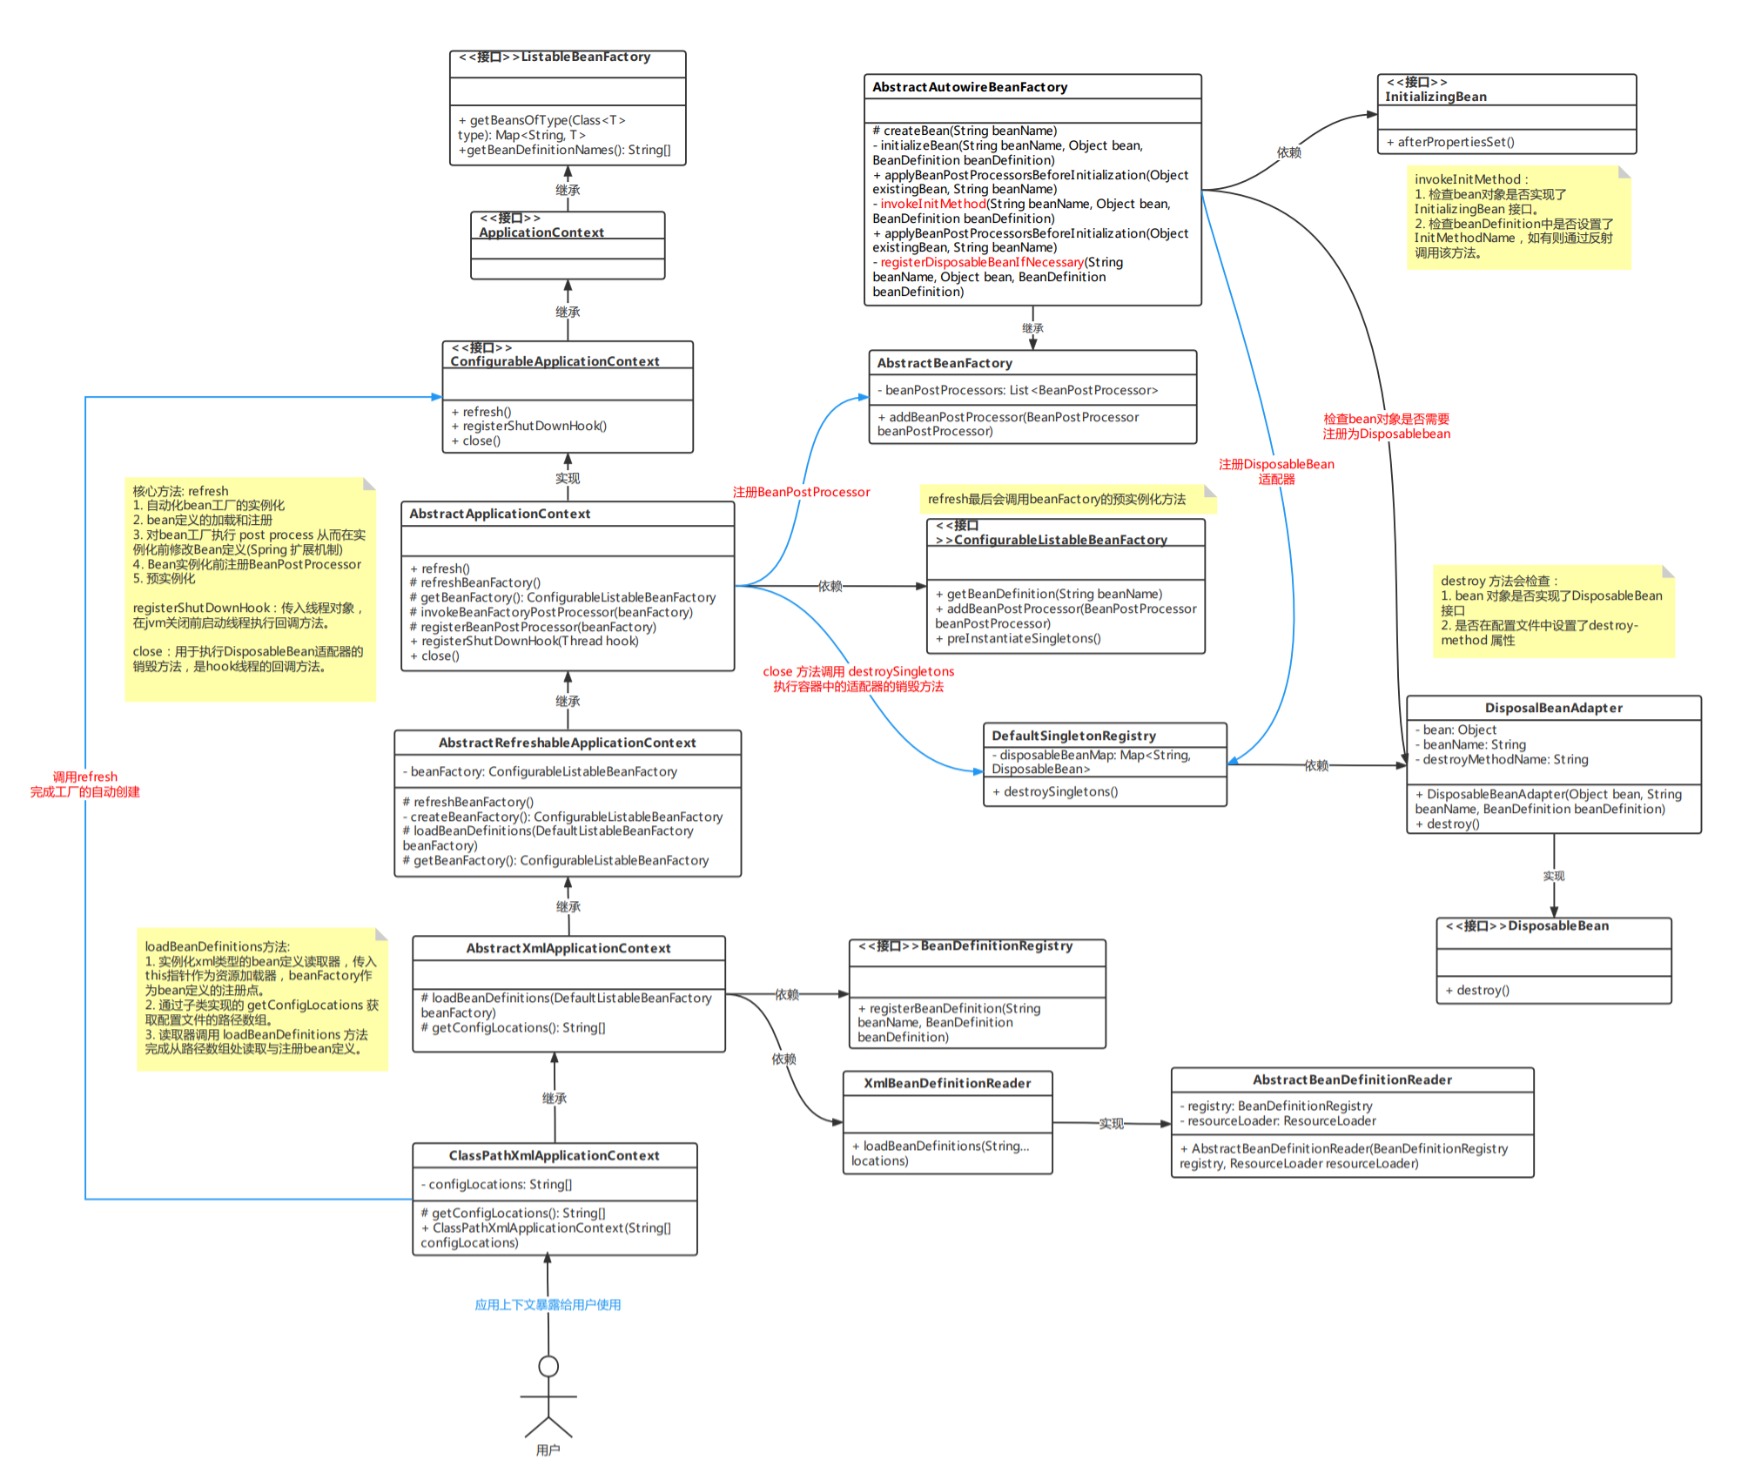 <<接口>>ListableBeanFactory
+ getBeansOfType(Class<T>
type): Map<String, T>
+getBeanDefinitionNames(): String[]
继承
<<接口>>
ApplicationContext
继承
<<接口>>
ConfigurableApplicationContext
+ refresh()
+ registerShutDownHook()
+ close()
实现
AbstractApplicationContext
+ refresh()
# refreshBeanFactory()
# getBeanFactory(): ConfigurableListableBeanFactory
# invokeBeanFactoryPostProcessor(beanFactory)
# registerBeanPostProcessor(beanFactory)
+ registerShutDownHook(Thread hook)
+ close()
继承
AbstractRefreshableApplicationContext
- beanFactory: ConfigurableListableBeanFactory
# refreshBeanFactory()
- createBeanFactory(): ConfigurableListableBeanFactory
# loadBeanDefinitions(DefaultListableBeanFactory
beanFactory)
# getBeanFactory(): ConfigurableListableBeanFactory
继承
AbstractXmlApplicationContext
# loadBeanDefinitions(DefaultListableBeanFactory
beanFactory)
# getConfigLocations(): String[]
继承
ClassPathXmlApplicationContext
- configLocations: String[]
# getConfigLocations(): String[]
+ ClassPathXmlApplicationContext(String[]
configLocations)
应用上下文暴露给用户使用
用户
调用refresh
完成工厂的自动创建
核心方法: refresh
1. 自动化bean工厂的实例化
2. bean定义的加载和注册
3. 对bean工厂执行 post process 从而在实
例化前修改Bean定义(Spring 扩展机制)
4. Bean实例化前注册BeanPostProcessor
5. 预实例化
registerShutDownHook：传入线程对象，
在jvm关闭前启动线程执行回调方法。
close：用于执行DisposableBean适配器的
销毁方法，是hook线程的回调方法。
loadBeanDefinitions方法:
1. 实例化xml类型的bean定义读取器，传入
this指针作为资源加载器，beanFactory作
为bean定义的注册点。
2. 通过子类实现的 getConfigLocations 获
取配置文件的路径数组。
3. 读取器调用 loadBeanDefinitions 方法
完成从路径数组处读取与注册bean定义。
AbstractAutowireBeanFactory
# createBean(String beanName)
- initializeBean(String beanName, Object bean,
BeanDefinition beanDefinition)
+ applyBeanPostProcessorsBeforeInitialization(Object
existingBean, String beanName)
- invokeInitMethod(String beanName, Object bean,
BeanDefinition beanDefinition)
+ applyBeanPostProcessorsBeforeInitialization(Object
existingBean, String beanName)
- registerDisposableBeanIfNecessary(String
beanName, Object bean, BeanDefinition
beanDefinition)
继承
AbstractBeanFactory
- beanPostProcessors: List<BeanPostProcessor>
+ addBeanPostProcessor(BeanPostProcessor
beanPostProcessor)
注册BeanPostProcessor
refresh最后会调用beanFactory的预实例化方法
<<接口
>>ConfigurableListableBeanFactory
+ getBeanDefinition(String beanName)
+ addBeanPostProcessor(BeanPostProcessor
beanPostProcessor)
+ preInstantiateSingletons()
依赖
close 方法调用 destroySingletons
执行容器中的适配器的销毁方法
DefaultSingletonRegistry
- disposableBeanMap: Map<String,
DisposableBean>
+ destroySingletons()
依赖
注册DisposableBean
适配器
检查bean对象是否需要
注册为Disposablebean
依赖
<<接口>>
InitializingBean
+ afterPropertiesSet()
invokeInitMethod：
1. 检查bean对象是否实现了
InitializingBean 接口。
2. 检查beanDefinition中是否设置了
InitMethodName，如有则通过反射
调用该方法。
destroy 方法会检查：
1. bean 对象是否实现了DisposableBean
接口
2. 是否在配置文件中设置了destroy-
method 属性
DisposalBeanAdapter
- bean: Object
- beanName: String
- destroyMethodName: String
+ DisposableBeanAdapter(Object bean, String
beanName, BeanDefinition beanDefinition)
+ destroy()
实现
<<接口>>DisposableBean
+ destroy()
依赖
<<接口>>BeanDefinitionRegistry
+ registerBeanDefinition(String
beanName, BeanDefinition
beanDefinition)
依赖
XmlBeanDefinitionReader
+ loadBeanDefinitions(String...
locations)
实现
AbstractBeanDefinitionReader
- registry: BeanDefinitionRegistry
- resourceLoader: ResourceLoader
+ AbstractBeanDefinitionReader(BeanDefinitionRegistry
registry, ResourceLoader resourceLoader)